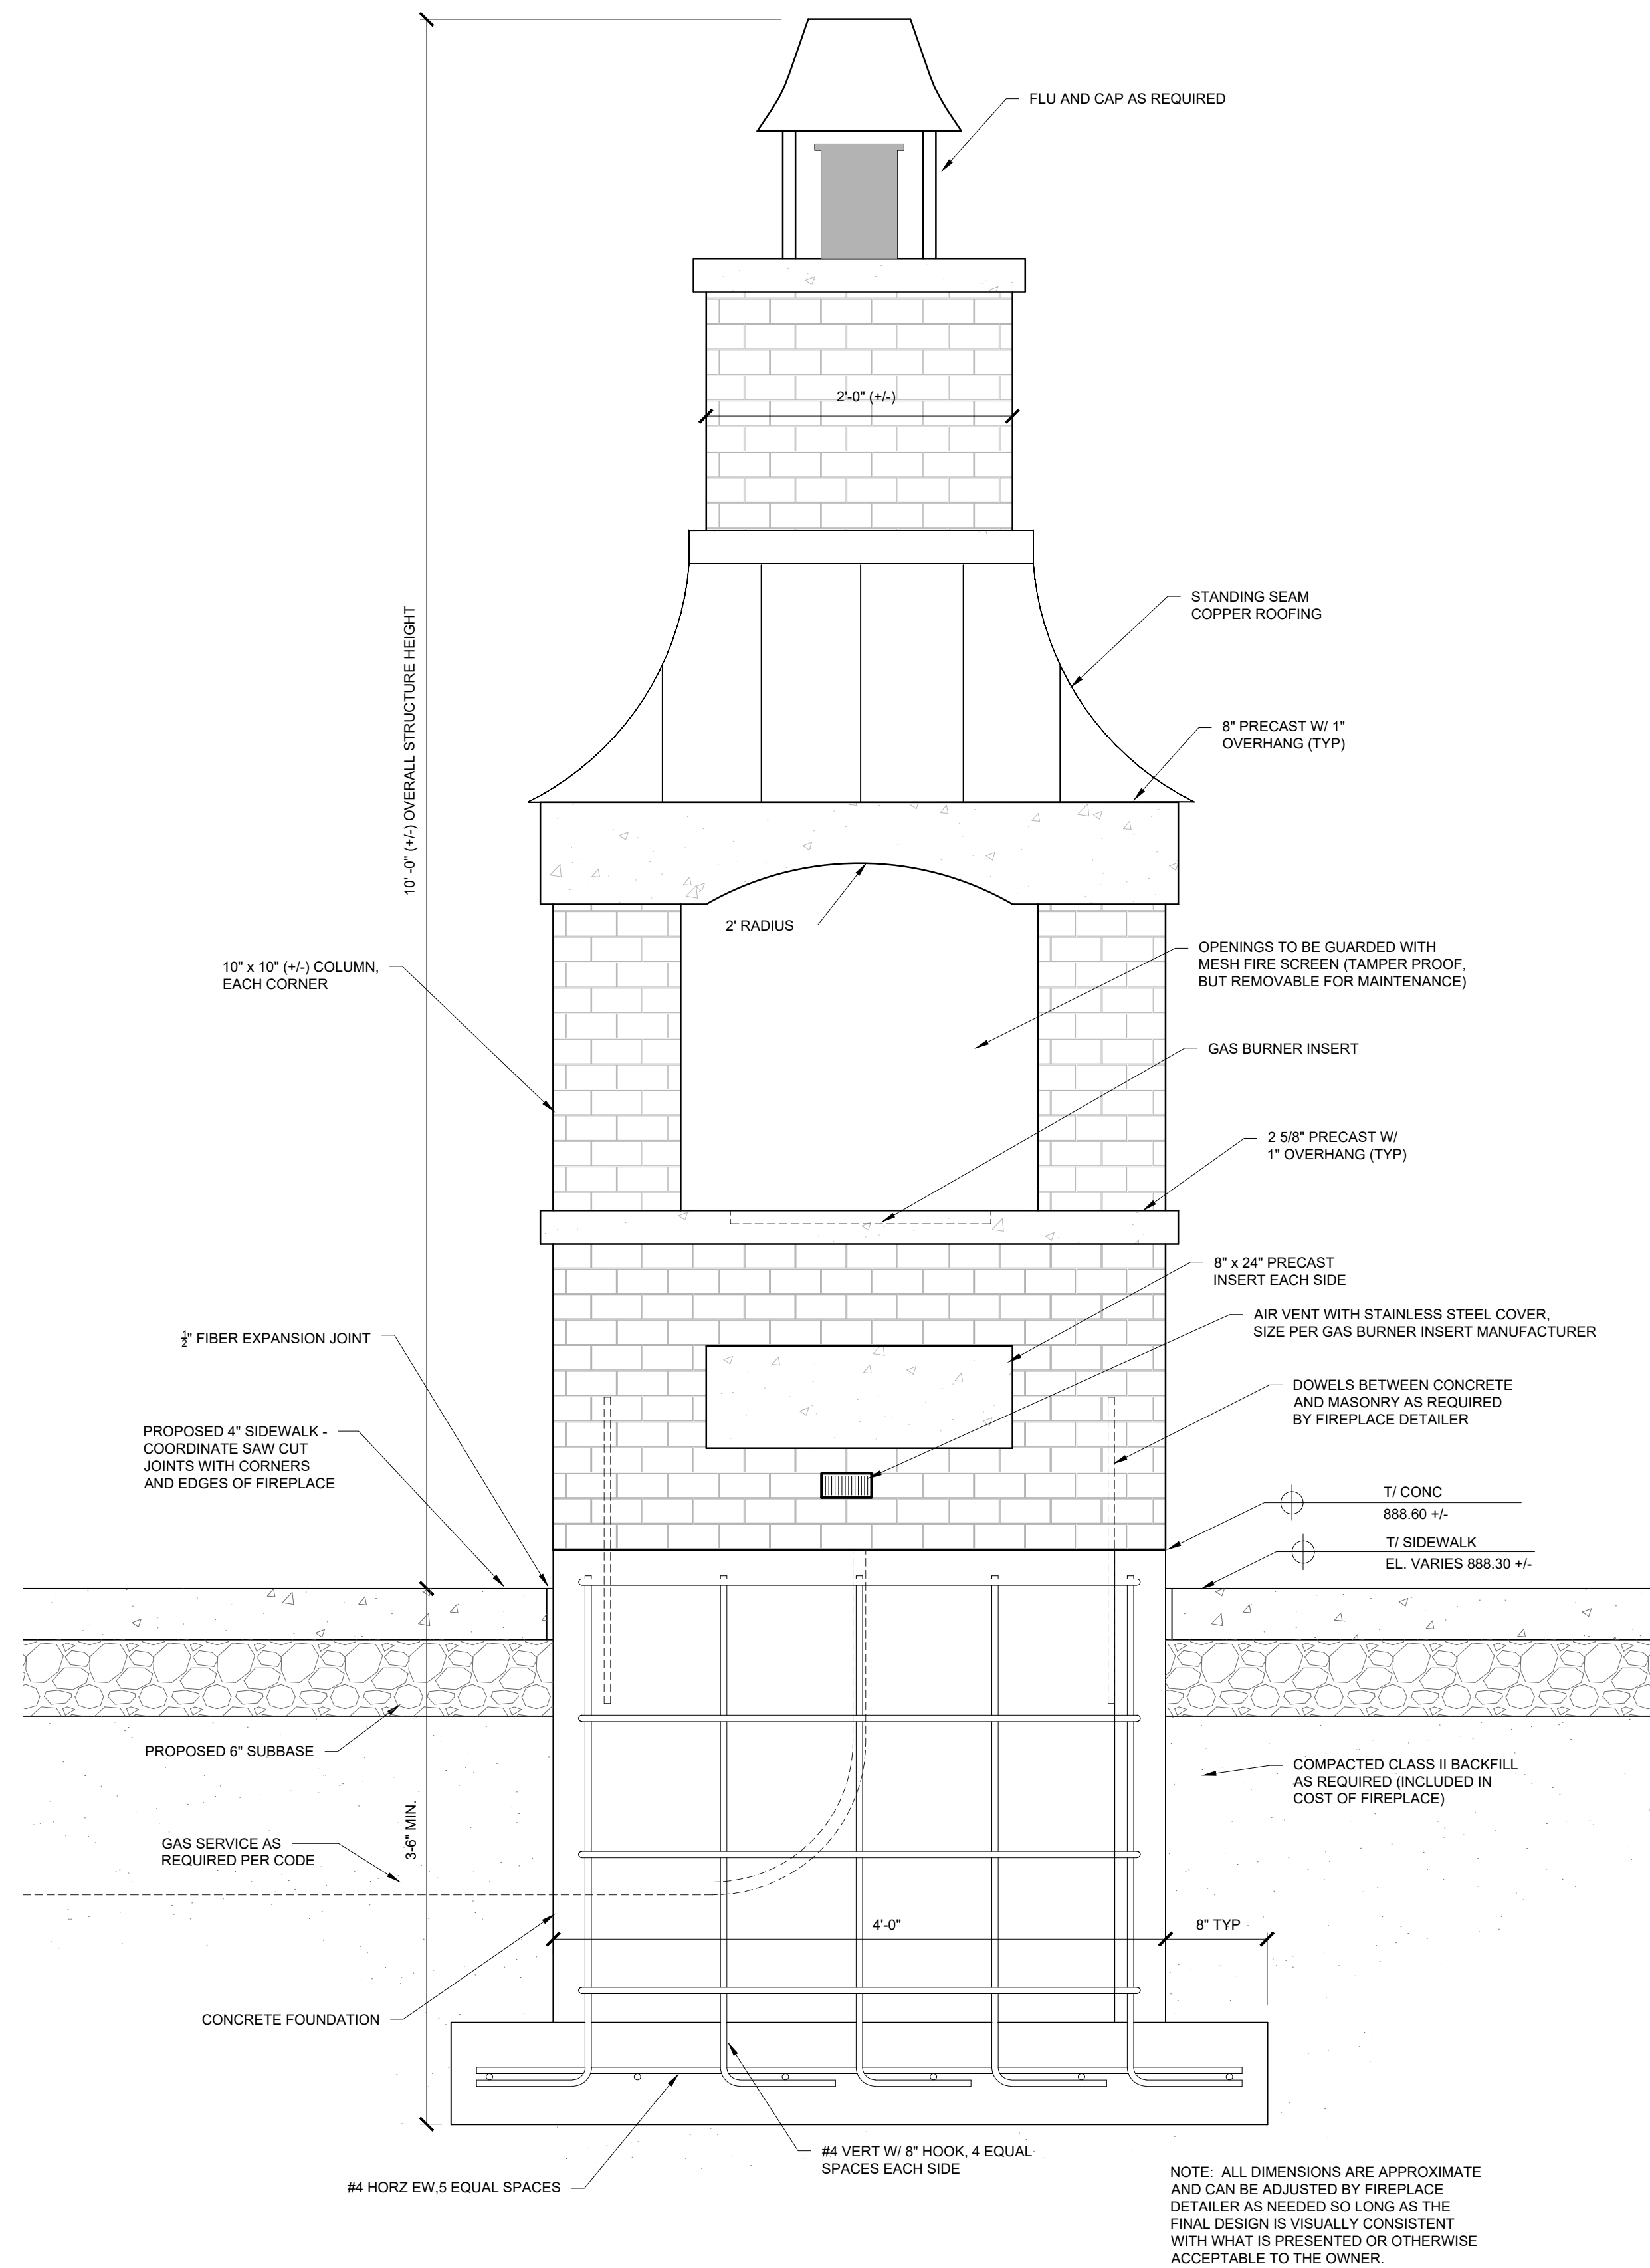 FLU AND CAP AS REQUIRED
2'-0" (+/-)
10' -0" (+/-) OVERALL STRUCTURE HEIGHT
STANDING SEAM
COPPER ROOFING
8" PRECAST W/ 1"
OVERHANG (TYP)
2' RADIUS
10" x 10" (+/-) COLUMN,
EACH CORNER
OPENINGS TO BE GUARDED WITH
MESH FIRE SCREEN (TAMPER PROOF,
BUT REMOVABLE FOR MAINTENANCE)
GAS BURNER INSERT
2 5/8" PRECAST W/
1" OVERHANG (TYP)
8" x 24" PRECAST
INSERT EACH SIDE
AIR VENT WITH STAINLESS STEEL COVER,
SIZE PER GAS BURNER INSERT MANUFACTURER
1/2" FIBER EXPANSION JOINT
DOWELS BETWEEN CONCRETE
AND MASONRY AS REQUIRED
BY FIREPLACE DETAILER
PROPOSED 4" SIDEWALK -
COORDINATE SAW CUT
JOINTS WITH CORNERS
AND EDGES OF FIREPLACE
T/ CONC
888.60 +/-
T/ SIDEWALK
EL. VARIES 888.30 +/-
PROPOSED 6" SUBBASE
COMPACTED CLASS II BACKFILL
AS REQUIRED (INCLUDED IN
COST OF FIREPLACE)
3-6" MIN.
GAS SERVICE AS
REQUIRED PER CODE
4'-0"
8" TYP
CONCRETE FOUNDATION
#4 VERT W/ 8" HOOK, 4 EQUAL
SPACES EACH SIDE
#4 HORZ EW,5 EQUAL SPACES
NOTE: ALL DIMENSIONS ARE APPROXIMATE
AND CAN BE ADJUSTED BY FIREPLACE
DETAILER AS NEEDED SO LONG AS THE
FINAL DESIGN IS VISUALLY CONSISTENT
WITH WHAT IS PRESENTED OR OTHERWISE
ACCEPTABLE TO THE OWNER.